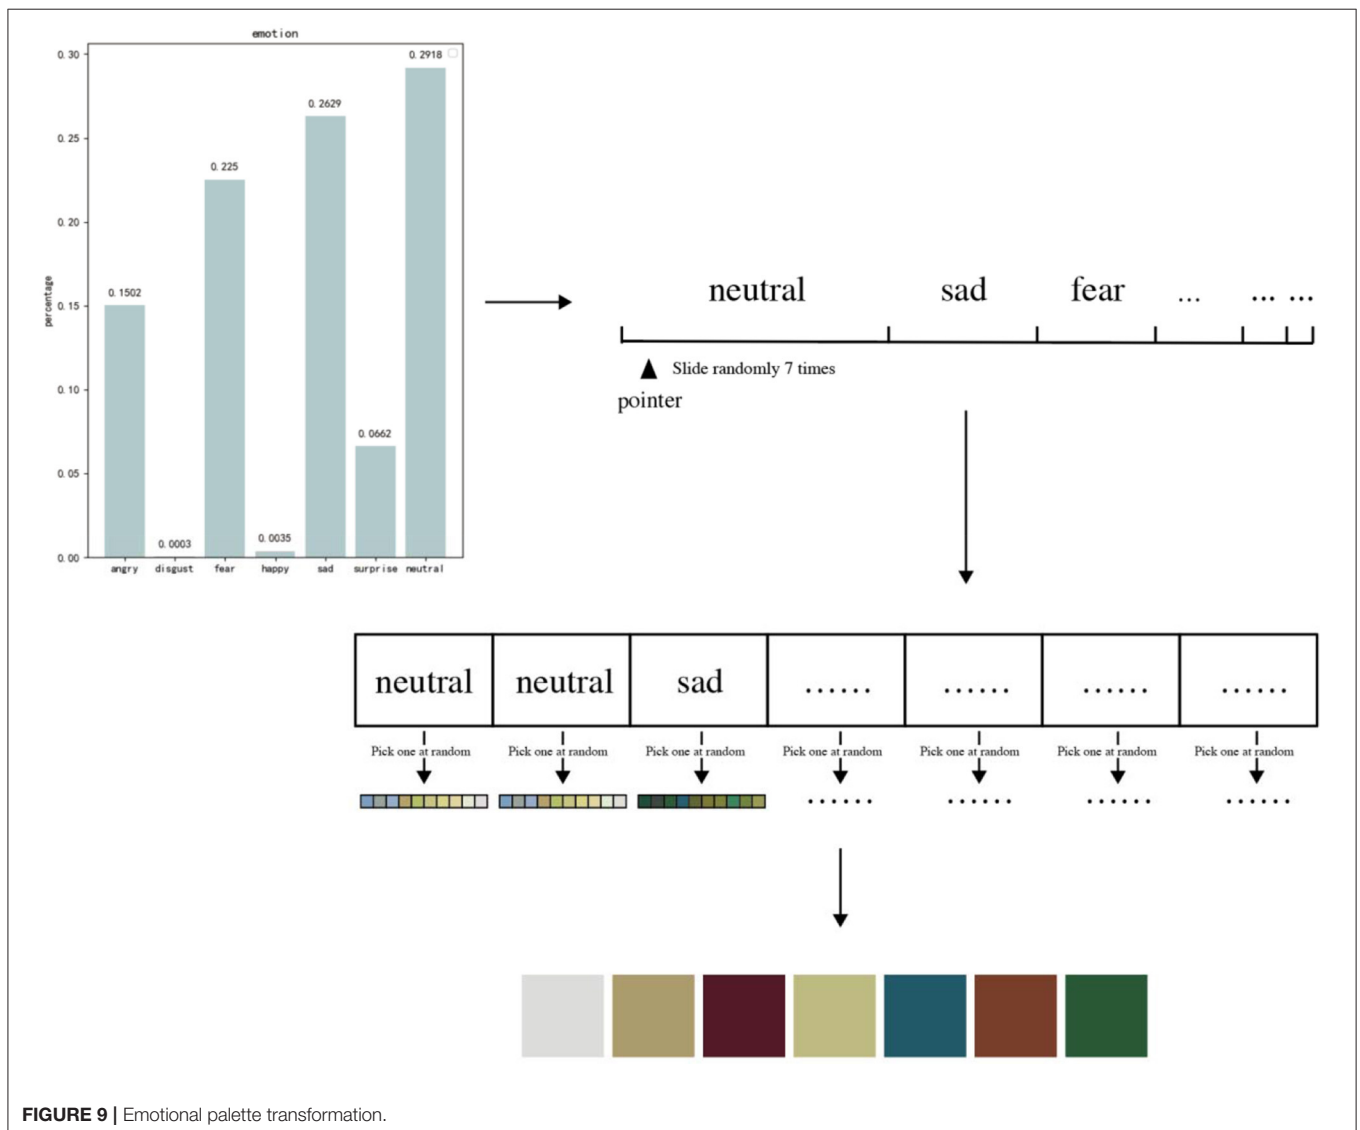 emotion
0.30
0.25
0.20
0.15
0.10
0.05
0.00
percentage
0.1502
0.0003
0.225
0.0035
0.2629
0.0662
0.2918
angry disgust fear happy sad surprise neutral
neutral sad fear ... ... ...
Slide randomly 7 times
pointer
neutral neutral sad ...... ...... ...... ......
Pick one at random Pick one at random Pick one at random Pick one at random Pick one at random Pick one at random Pick one at random
...... ...... ...... ......
FIGURE 9 | Emotional palette transformation.